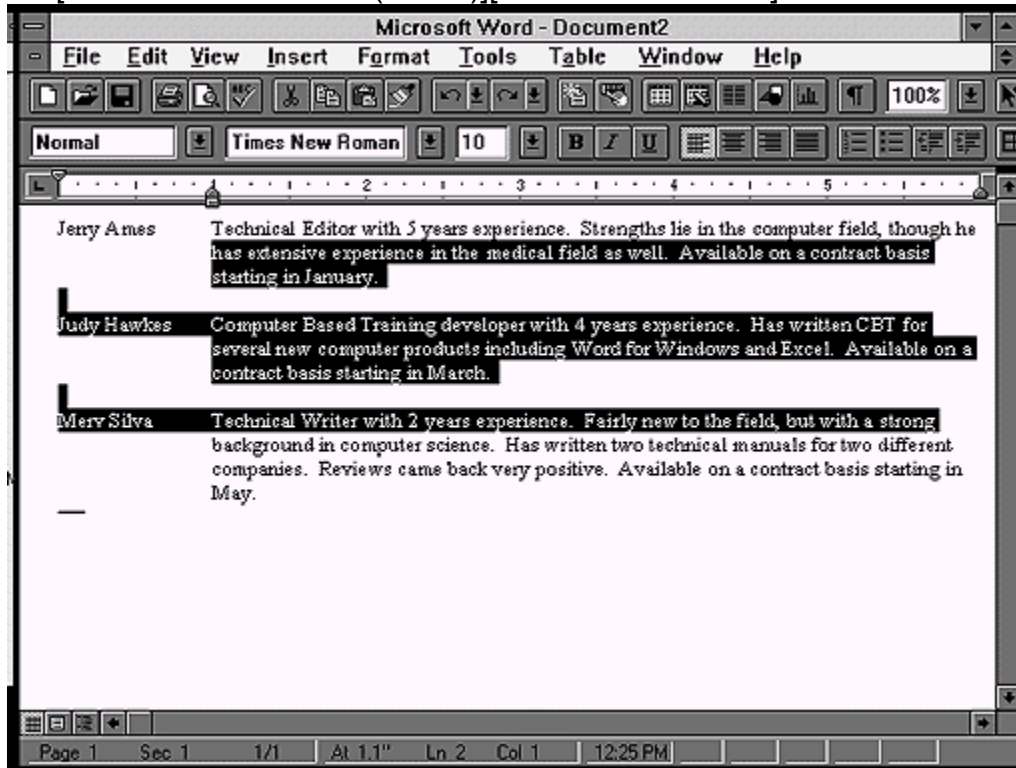 Microsoft Word - Document2
File Edit View Insert Format Tools Table Window Help
100%
Normal Times New Roman 10 B I U
1 2 3 4 5
Jerry Ames Technical Editor with 5 years experience. Strengths lie in the computer field, though he
has extensive experience in the medical field as well. Available on a contract basis
starting in January.
Judy Hawkes Computer Based Training developer with 4 years experience. Has written CBT for
several new computer products including Word for Windows and Excel. Available on a
contract basis starting in March.
Merv Silva Technical Writer with 2 years experience. Fairly new to the field, but with a strong
background in computer science. Has written two technical manuals for two different
companies. Reviews came back very positive. Available on a contract basis starting in
May.
Page 1 Sec 1 1/1 At 1.1" Ln 2 Col 1 12:25 PM